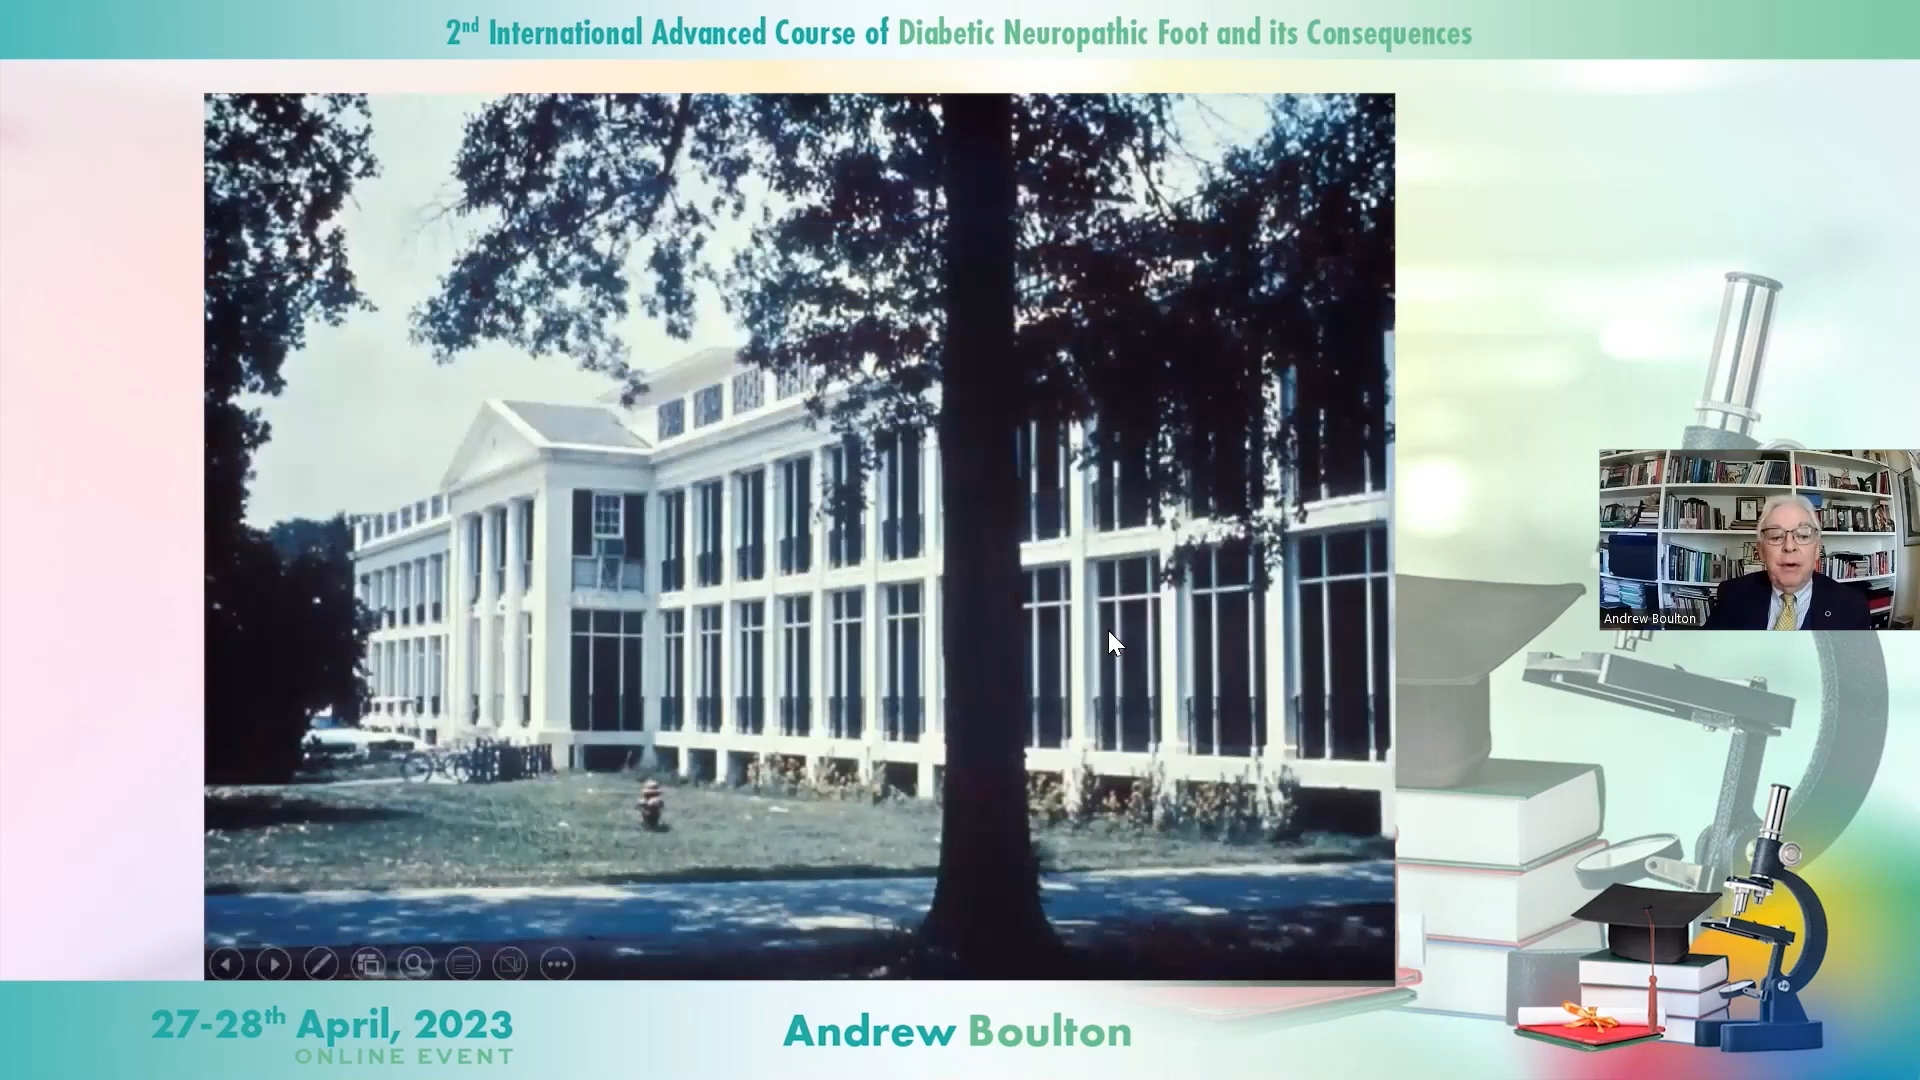 2nd International Advanced Course of Diabetic Neuropathic Foot and its Consequences
Andrew Boulton
27-28th April, 2023
ONLINE EVENT
Andrew Boulton